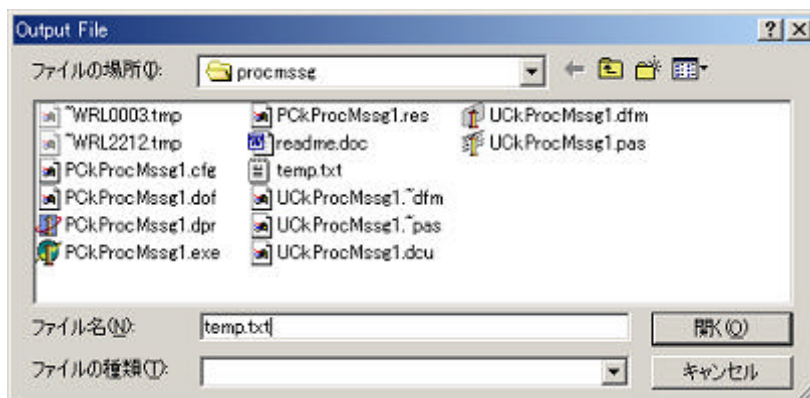 Output File
ファイルの場所(I):
procmssg
~WRL0003.tmp
~WRL2212.tmp
PCkProcMssg1.cfg
PCkProcMssg1.dof
PCkProcMssg1.dpr
PCkProcMssg1.exe
PCkProcMssg1.res
readme.doc
temp.txt
UCkProcMssg1.~dfm
UCkProcMssg1.~pas
UCkProcMssg1.dcu
UCkProcMssg1.dfm
UCkProcMssg1.pas
ファイル名(N):
temp.txt
開く(O)
ファイルの種類(T):
キャンセル